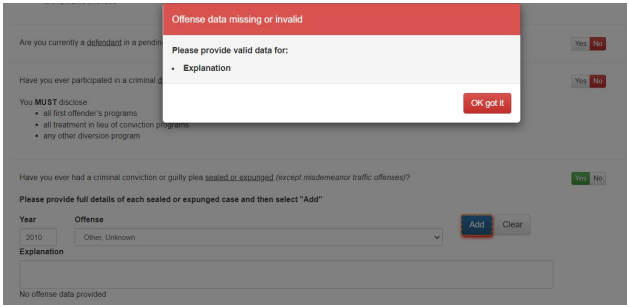 Offense data missing or invalid
Please provide valid data for:
• Explanation
OK got it
Are you currently a defendant in a pendin
Yes No
Have you ever participated in a criminal d
Yes No
You MUST disclose:
• all first offender's programs
• all treatment in lieu of conviction programs
• any other diversion program
Have you ever had a criminal conviction or guilty plea sealed or expunged (except misdemeanor traffic offenses)?
Yes No
Please provide full details of each sealed or expunged case and then select "Add"
Year Offense
2010 Other, Unknown Add Clear
Explanation
No offense data provided